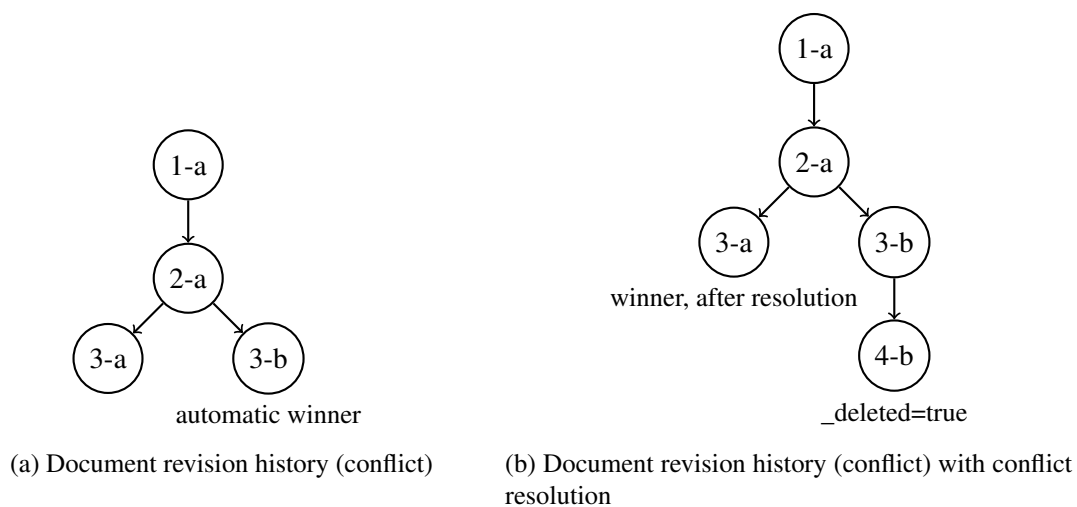 1-a
2-a
3-a
3-b
automatic winner
(a) Document revision history (conflict)
1-a
2-a
3-a
3-b
winner, after resolution
4-b
_deleted=true
(b) Document revision history (conflict) with conflict
resolution